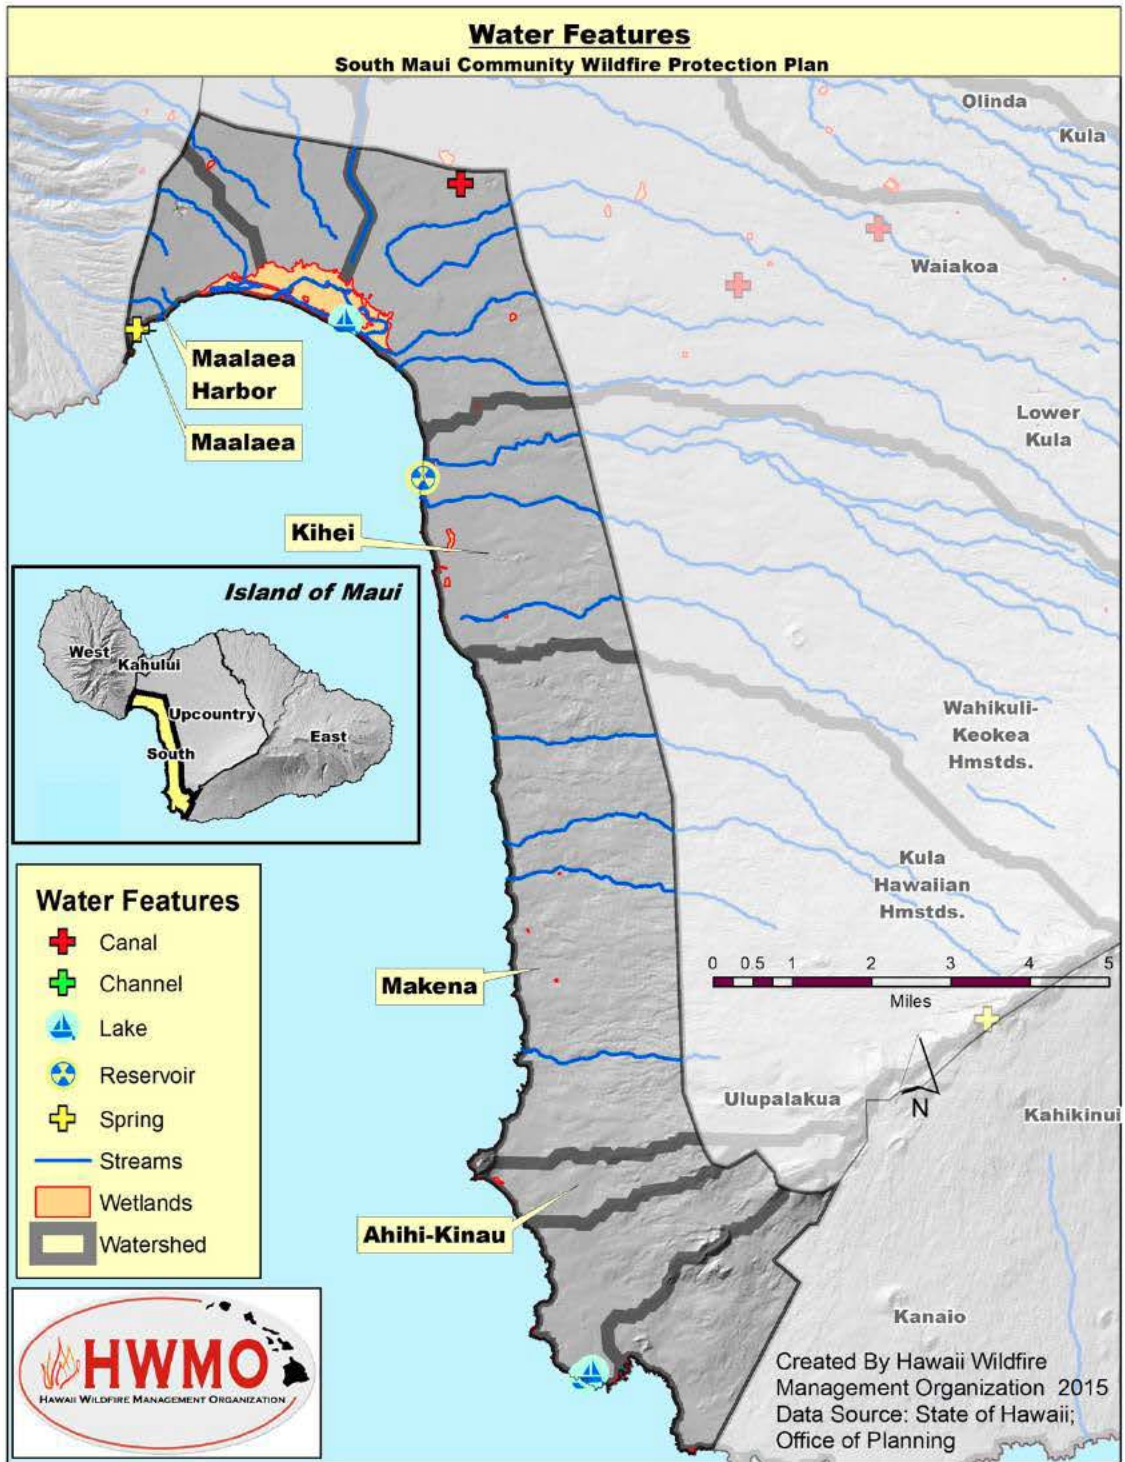 Water Features
South Maui Community Wildfire Protection Plan
Olinda
Kula
Waiakoa
Maalaea
Harbor
Maalaea
Lower
Kula
Kihei
Island of Maui
West
Kahului
Upcountry
East
South
Wahikuli-
Keokea
Hmstds.
Kula
Hawaiian
Hmstds.
Water Features
Canal
Channel
Lake
Reservoir
Spring
Streams
Wetlands
Watershed
0 0.5 1 2 3 4 5
Miles
Makena
N
Ulupalakua
Kahikinui
Ahihi-Kinau
Kanaio
HWMO
HAWAII WILDFIRE MANAGEMENT ORGANIZATION
Created By Hawaii Wildfire
Management Organization 2015
Data Source: State of Hawaii;
Office of Planning